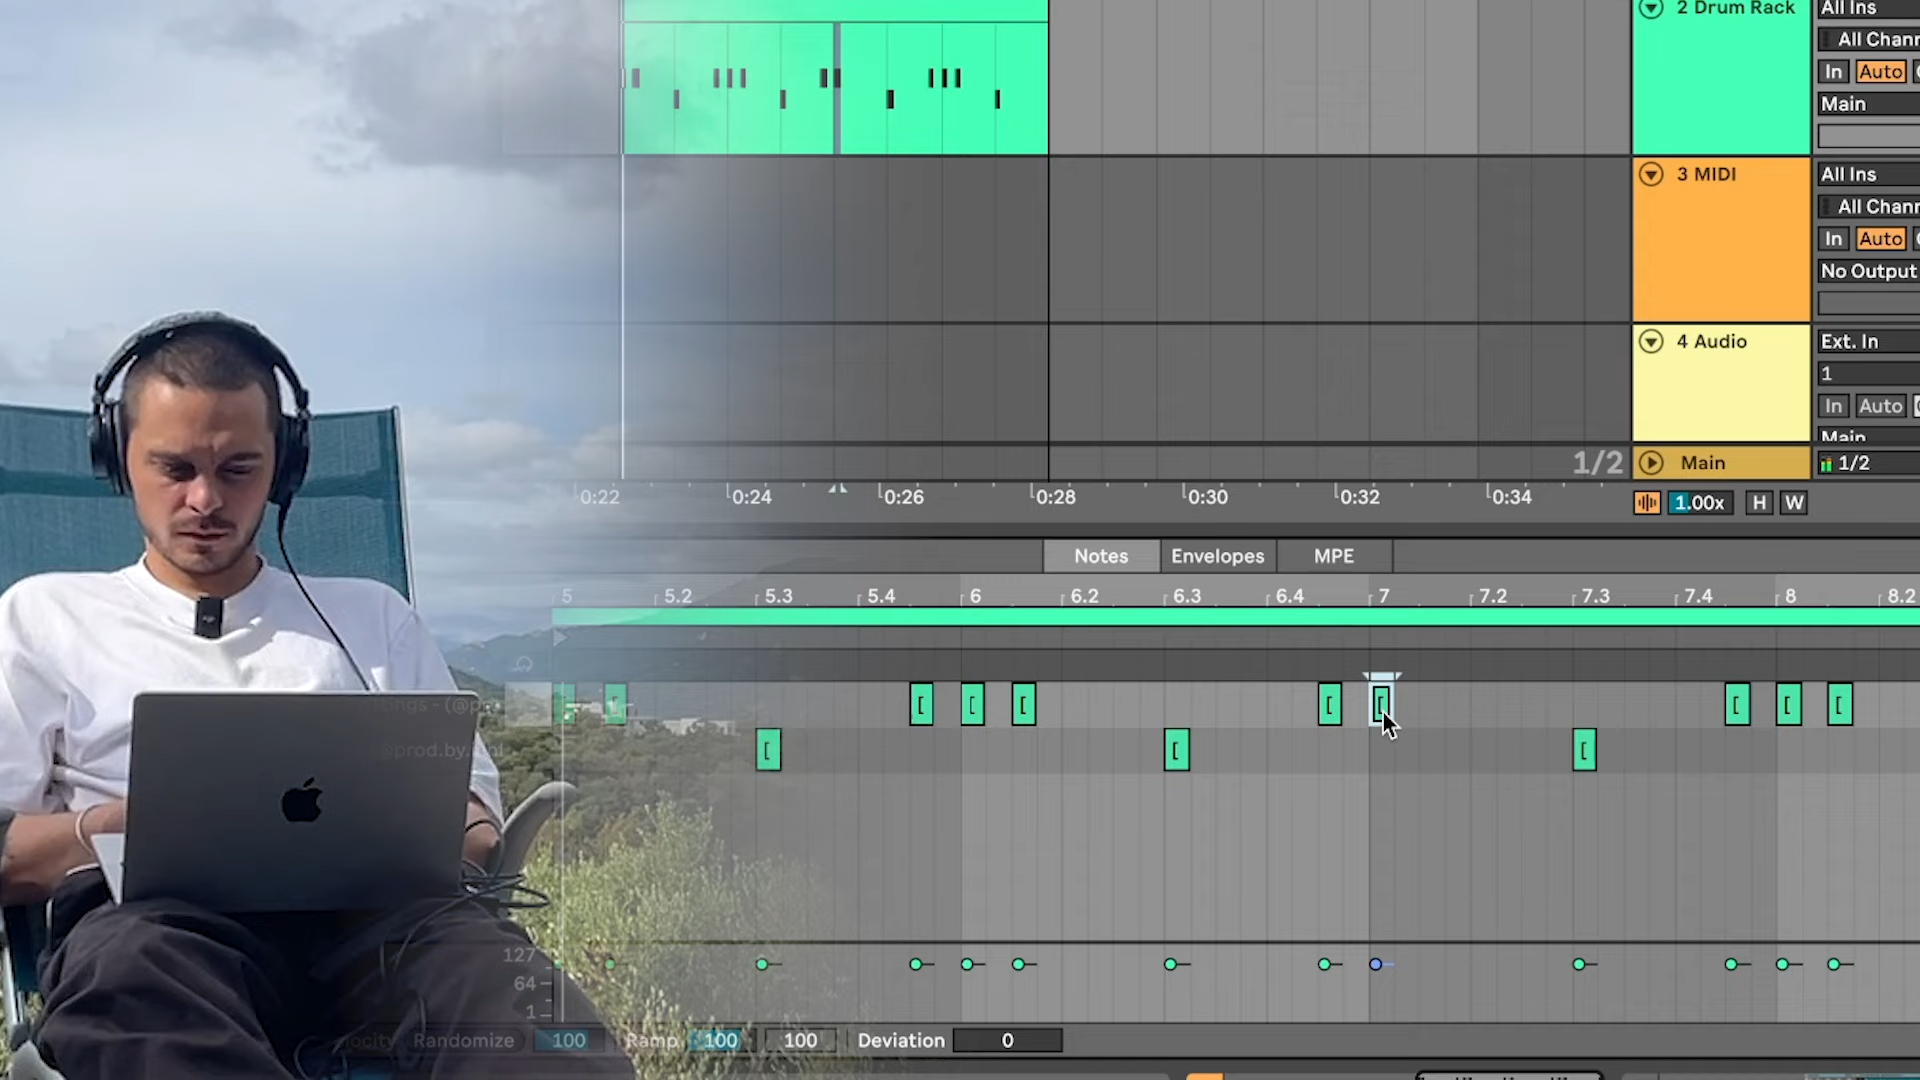 2 Drum Rack
All Ins
All Chann
In Auto
Main
3 MIDI
All Ins
All Chann
In Auto
No Output
4 Audio
Ext. In
1
In Auto
Main
1/2
Main
1/2
0:22 0:24 0:26 0:28 0:30 0:32 0:34
1.00x H W
Notes Envelopes MPE
5 5.2 5.3 5.4 6 6.2 6.3 6.4 7 7.2 7.3 7.4 8 8.2
127
64
1
Randomize 100 Ramp 100 100 Deviation 0